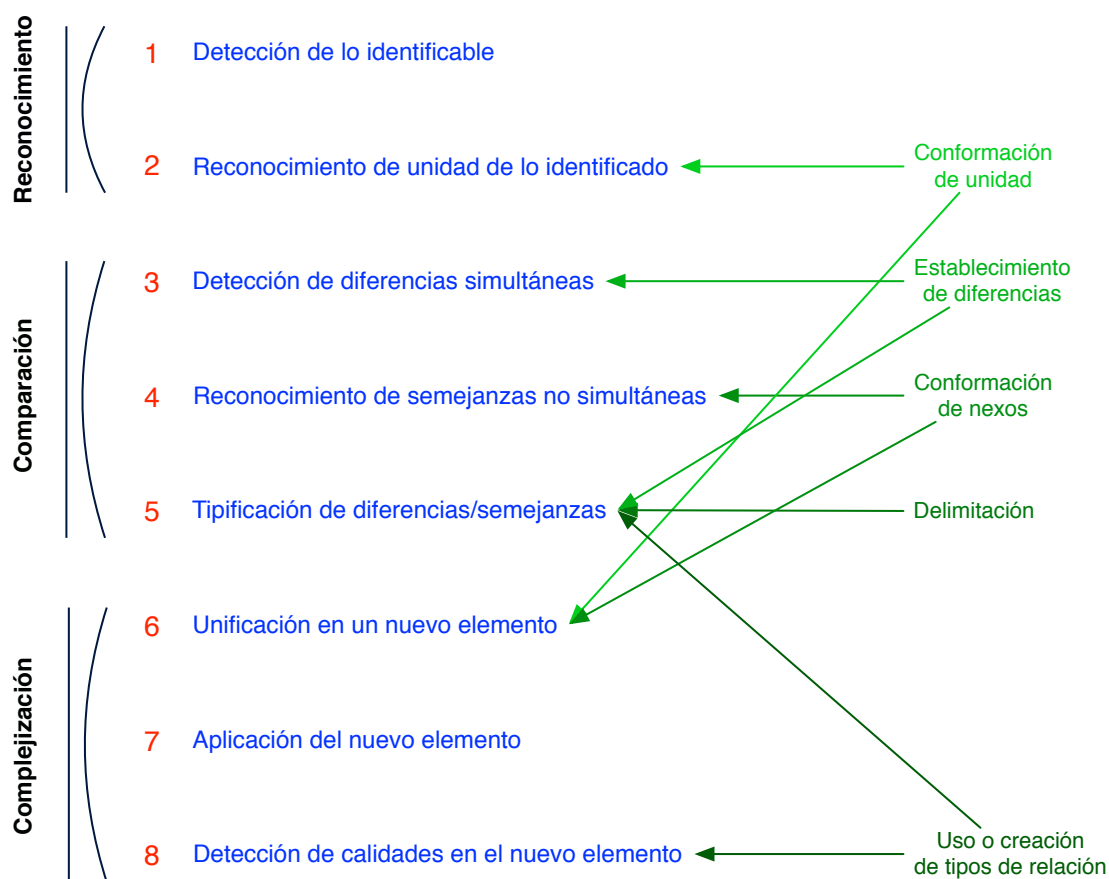 Reconocimiento
1 Detección de lo identificable
2 Reconocimiento de unidad de lo identificado
Conformación
de unidad
Comparación
3 Detección de diferencias simultáneas
Establecimiento
de diferencias
4 Reconocimiento de semejanzas no simultáneas
Conformación
de nexos
5 Tipificación de diferencias/semejanzas
Delimitación
Complejización
6 Unificación en un nuevo elemento
7 Aplicación del nuevo elemento
8 Detección de calidades en el nuevo elemento
Uso o creación
de tipos de relación